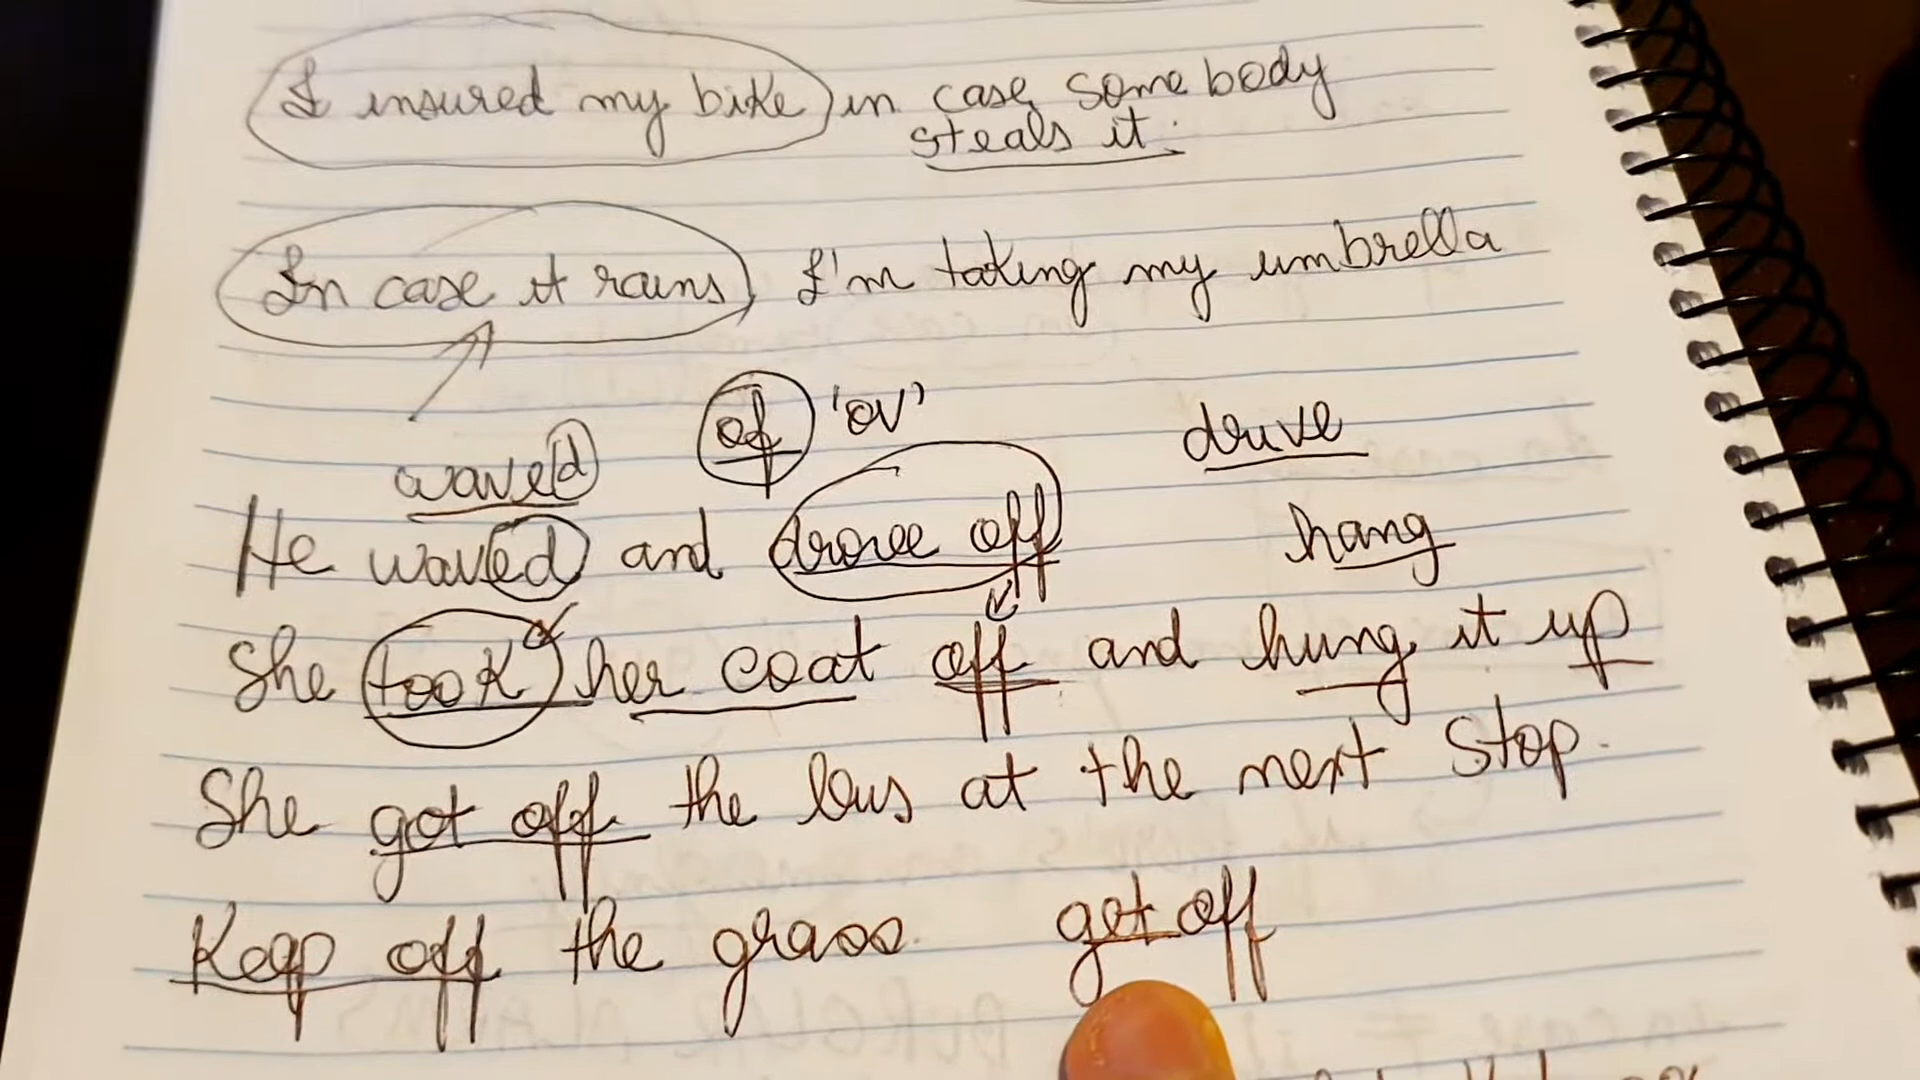 I insured my bike in case somebody
steals it.
In case it rains, I'm taking my umbrella
of 'ov'
drive
waved
hang
He waved and drove off
She took her coat off and hung it up
She got off the bus at the next stop.
Keep off the grass. get off